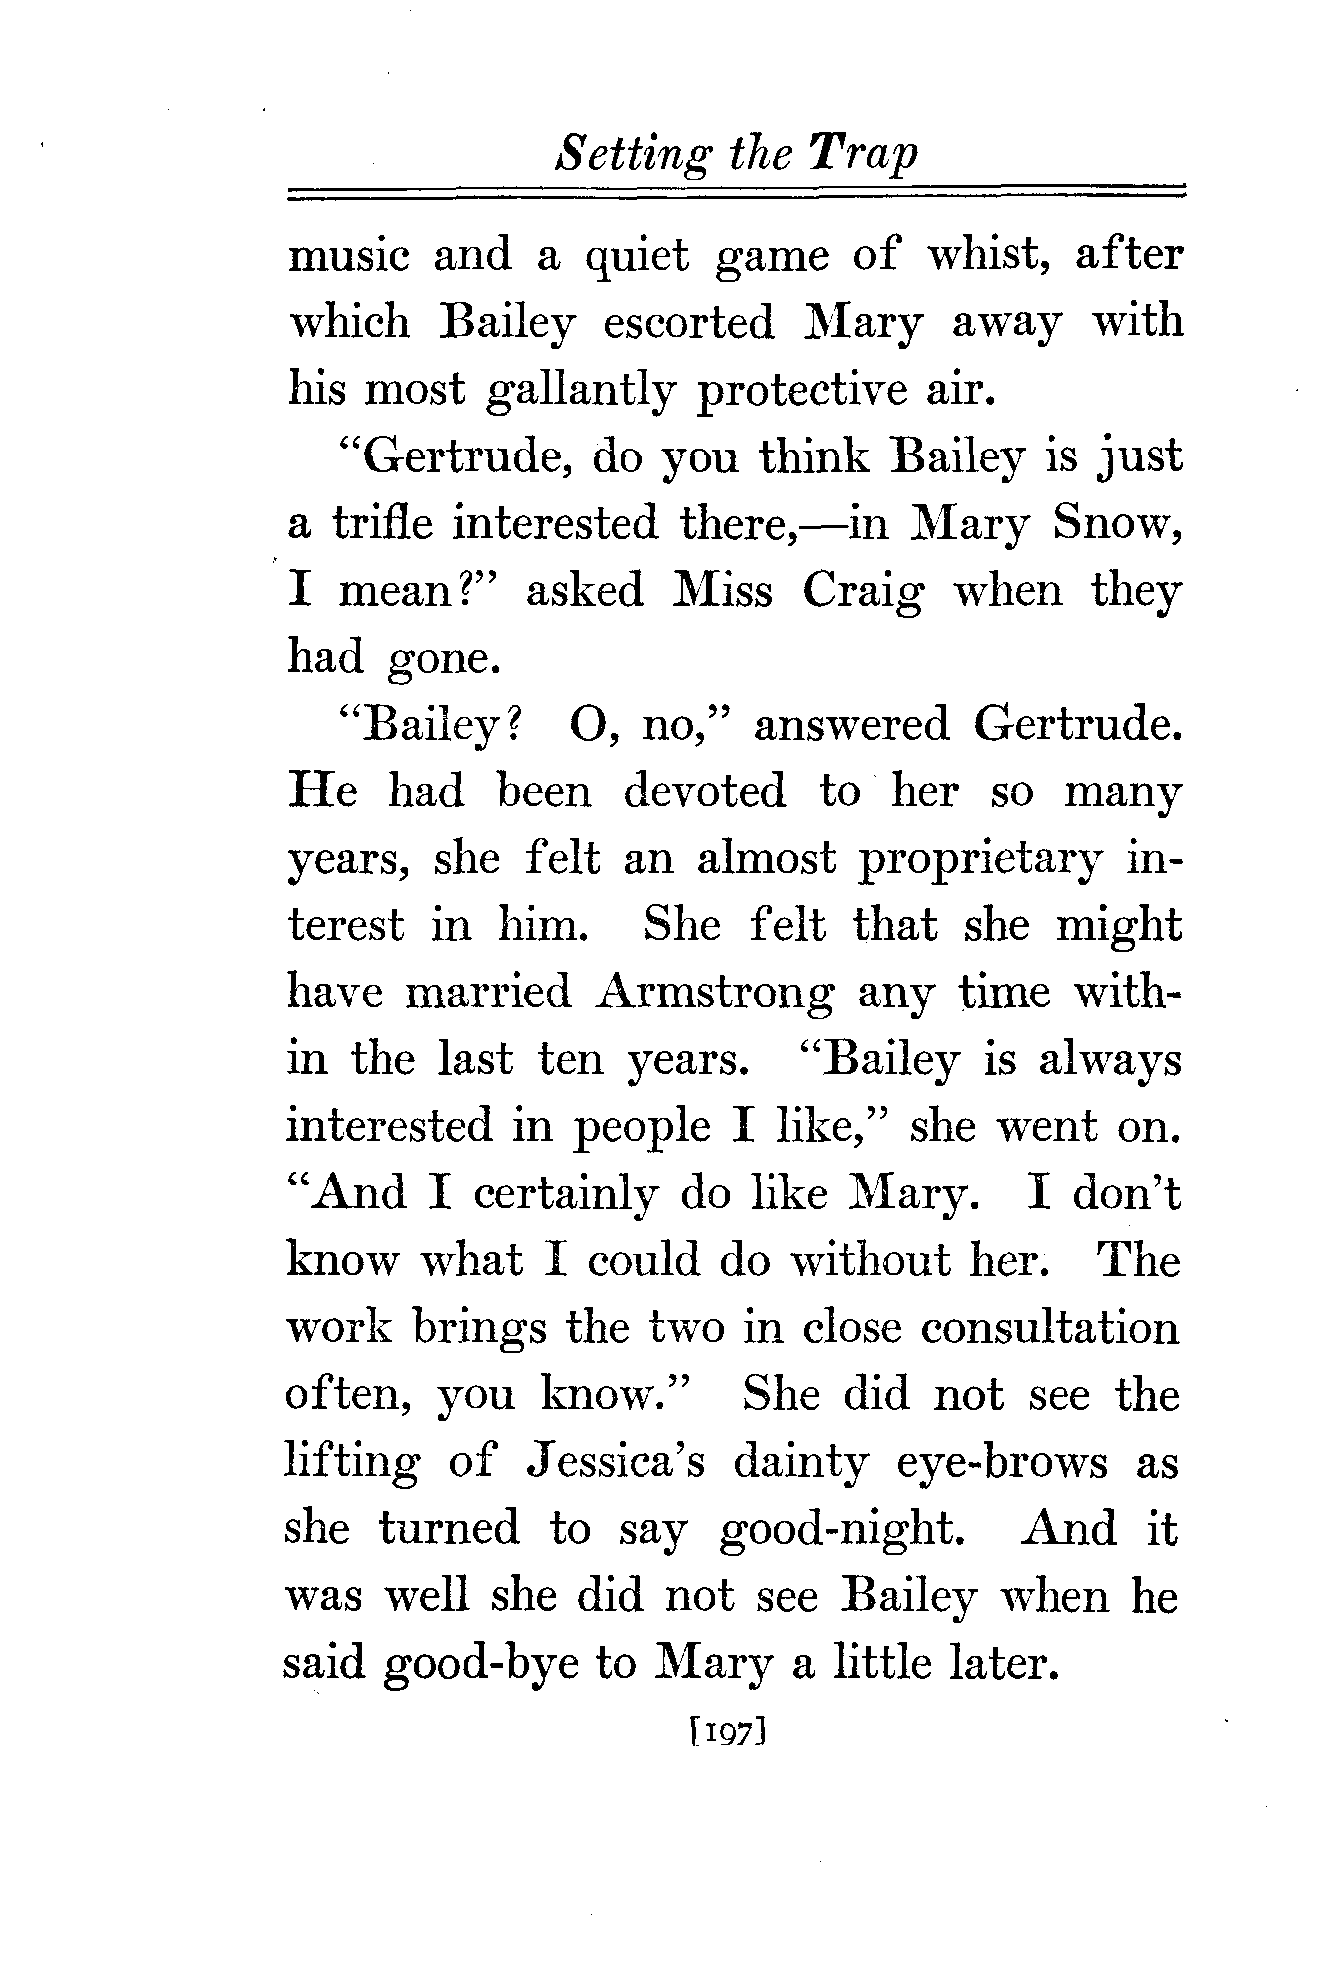 Setting the Trap
music and a quiet game of whist, after
which Bailey escorted Mary away with
his most gallantly protective air.
“Gertrude, do you think Bailey is just
a trifle interested there,—in Mary Snow,
I mean?” asked Miss Craig when they
had gone.
“Bailey? O, no,” answered Gertrude.
He had been devoted to her so many
years, she felt an almost proprietary in-
terest in him. She felt that she might
have married Armstrong any time with-
in the last ten years. “Bailey is always
interested in people I like,” she went on.
“And I certainly do like Mary. I don’t
know what I could do without her. The
work brings the two in close consultation
often, you know.” She did not see the
lifting of Jessica’s dainty eye-brows as
she turned to say good-night. And it
was well she did not see Bailey when he
said good-bye to Mary a little later.
[197]